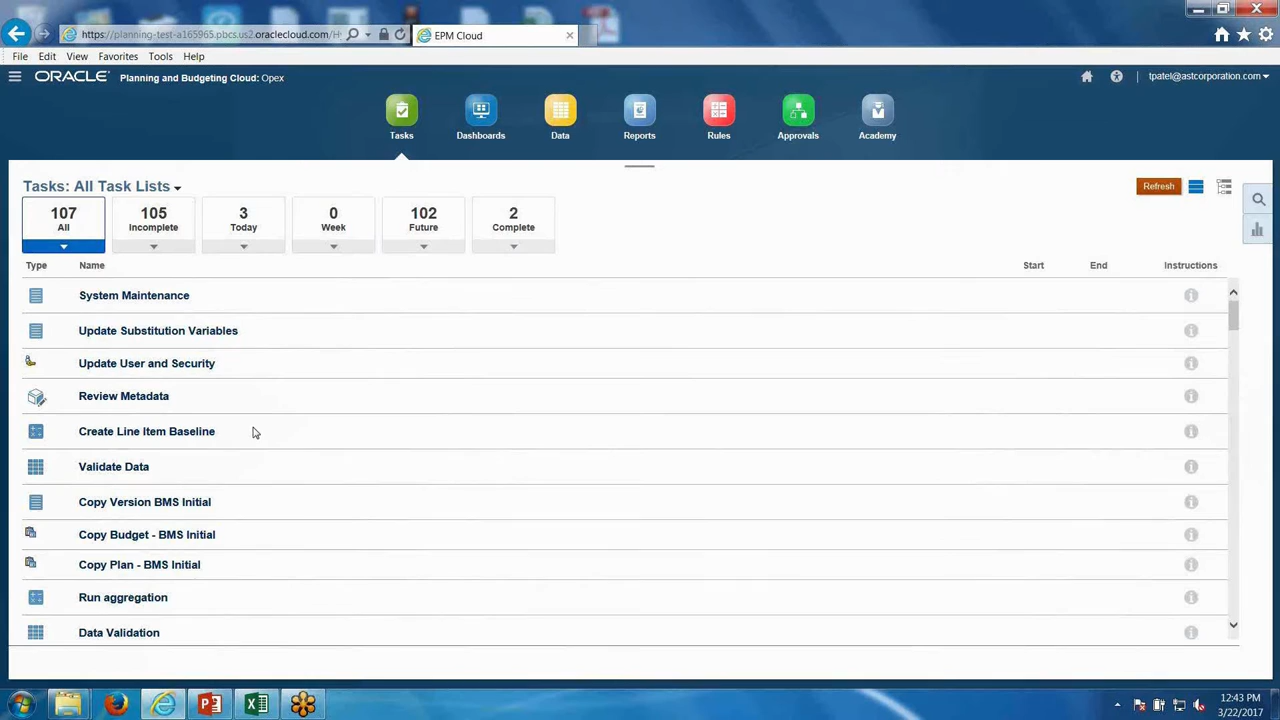 https://planning-test-a165965.pbcs.us2.oraclecloud.com/H
EPM Cloud
File Edit View Favorites Tools Help
ORACLE Planning and Budgeting Cloud: Opex
tpatel@astcorporation.com
Tasks Dashboards Data Reports Rules Approvals Academy
Tasks: All Task Lists
Refresh
107 105 3 0 102 2
All Incomplete Today Week Future Complete
Type Name Start End Instructions
System Maintenance
Update Substitution Variables
Update User and Security
Review Metadata
Create Line Item Baseline
Validate Data
Copy Version BMS Initial
Copy Budget - BMS Initial
Copy Plan - BMS Initial
Run aggregation
Data Validation
12:43 PM
3/22/2017